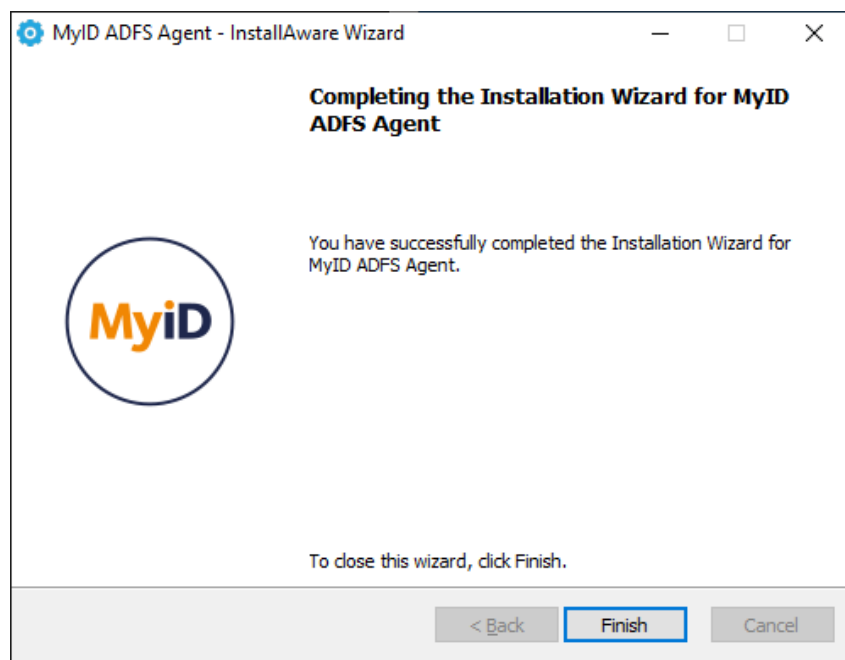 MyID ADFS Agent - InstallAware Wizard
Completing the Installation Wizard for MyID
ADFS Agent
You have successfully completed the Installation Wizard for
MyID ADFS Agent.
MyiD
To close this wizard, click Finish.
< Back Finish Cancel